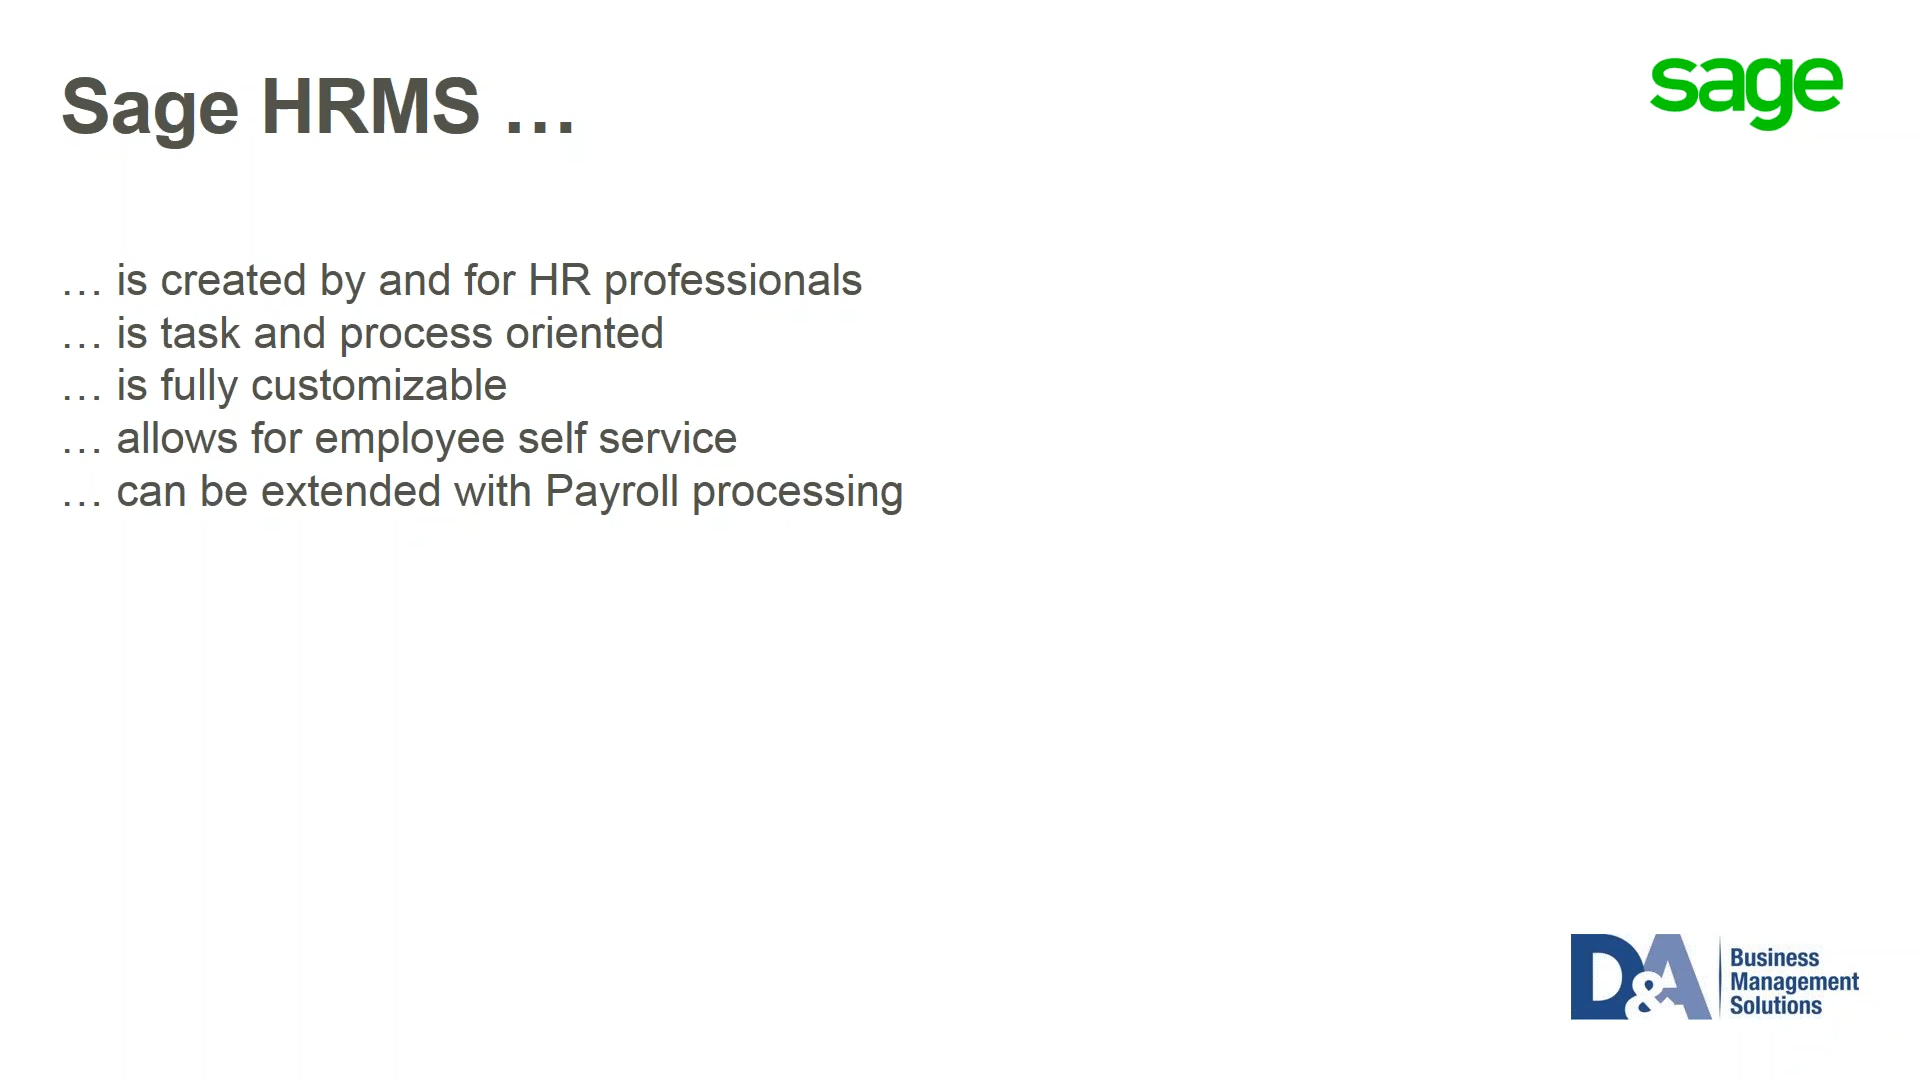 Sage HRMS …
sage
… is created by and for HR professionals
… is task and process oriented
… is fully customizable
… allows for employee self service
… can be extended with Payroll processing
D&A
Business
Management
Solutions